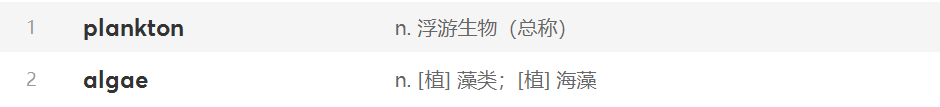 1 plankton n. 浮游生物（总称）
2 algae n. [植] 藻类；[植] 海藻